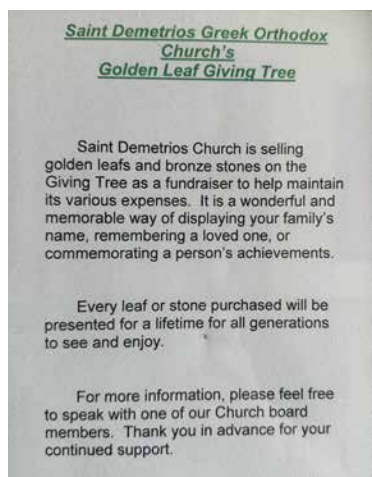 Saint Demetrios Greek Orthodox
Church's
Golden Leaf Giving Tree
Saint Demetrios Church is selling
golden leafs and bronze stones on the
Giving Tree as a fundraiser to help maintain
its various expenses. It is a wonderful and
memorable way of displaying your family's
name, remembering a loved one, or
commemorating a person's achievements.
Every leaf or stone purchased will be
presented for a lifetime for all generations
to see and enjoy.
For more information, please feel free
to speak with one of our Church board
members. Thank you in advance for your
continued support.